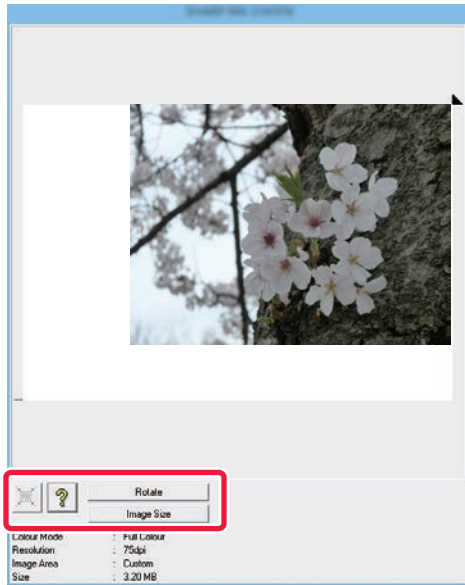 ?
Rotate
Image Size
Colour Mode : Full Colour
Resolution : 75dpi
Image Area : Custom
Size : 3.20 MB